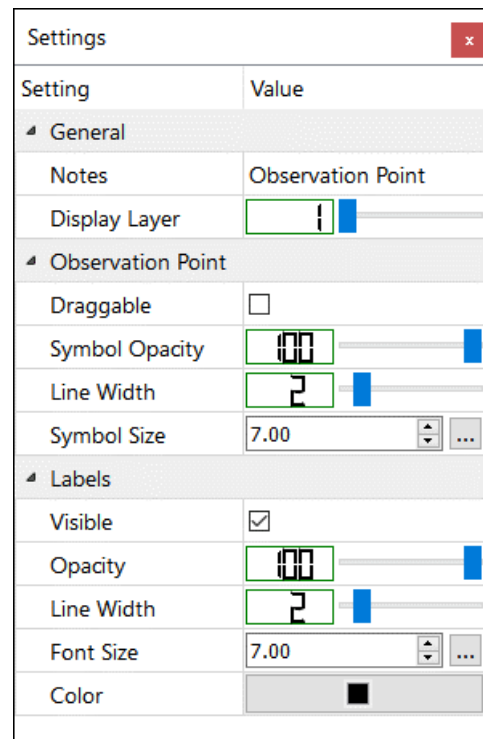 Settings x
Setting Value
General
Notes Observation Point
Display Layer 1
Observation Point
Draggable
Symbol Opacity 100
Line Width 2
Symbol Size 7.00 ...
Labels
Visible
Opacity 100
Line Width 2
Font Size 7.00 ...
Color